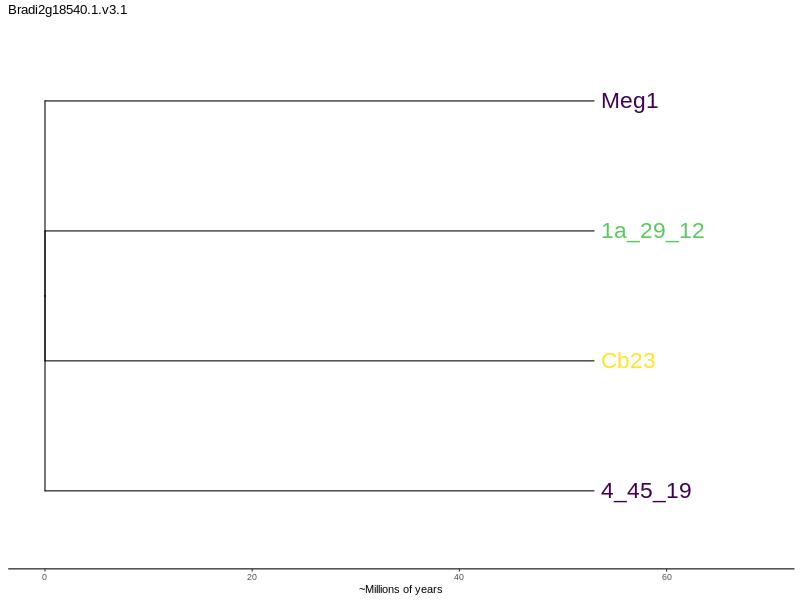 Bradi2g18540.1.v3.1
Meg1
1a_29_12
Cb23
4_45_19
0 20 40 60
~Millions of years